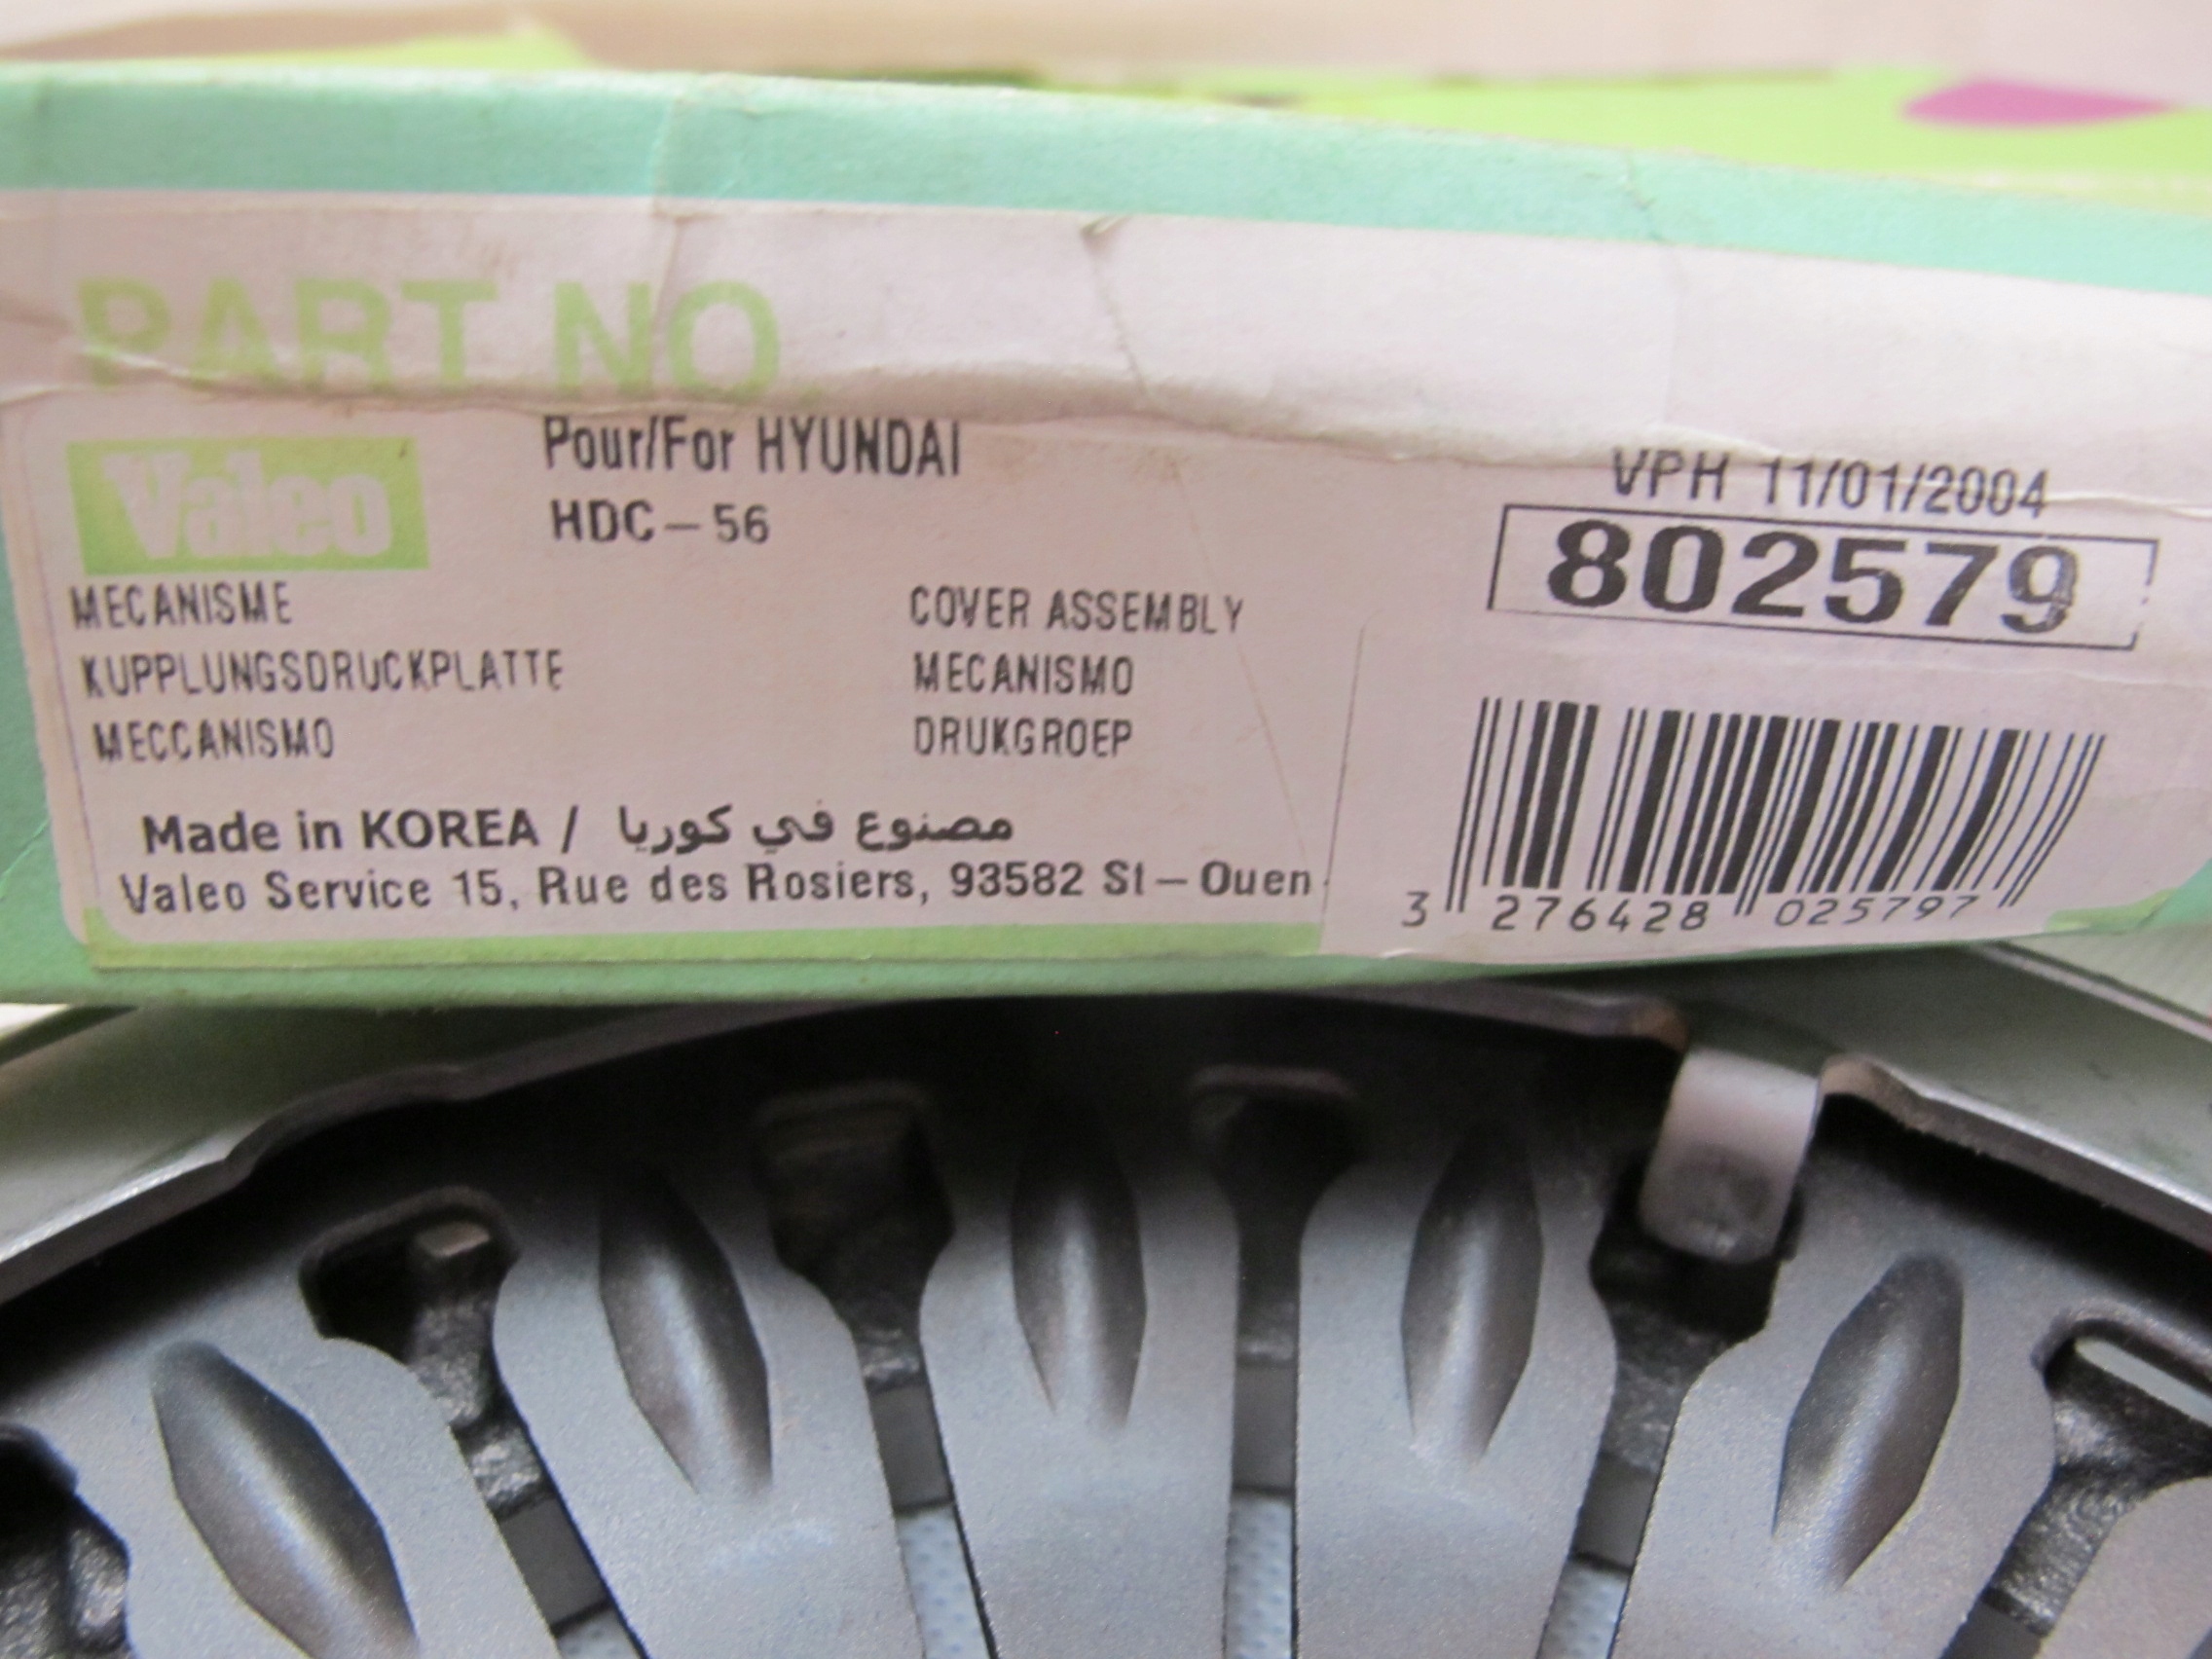 PART NO.
Valeo
Pour/For HYUNDAI
HDC-56
VPH 11/01/2004
802579
MECANISME
COVER ASSEMBLY
KUPPLUNGSDRUCKPLATTE
MECANISMO
MECCANISMO
DRUKGROEP
Made in KOREA / مصنوع في كوريا
Valeo Service 15, Rue des Rosiers, 93582 St-Ouen
3 276428 025797